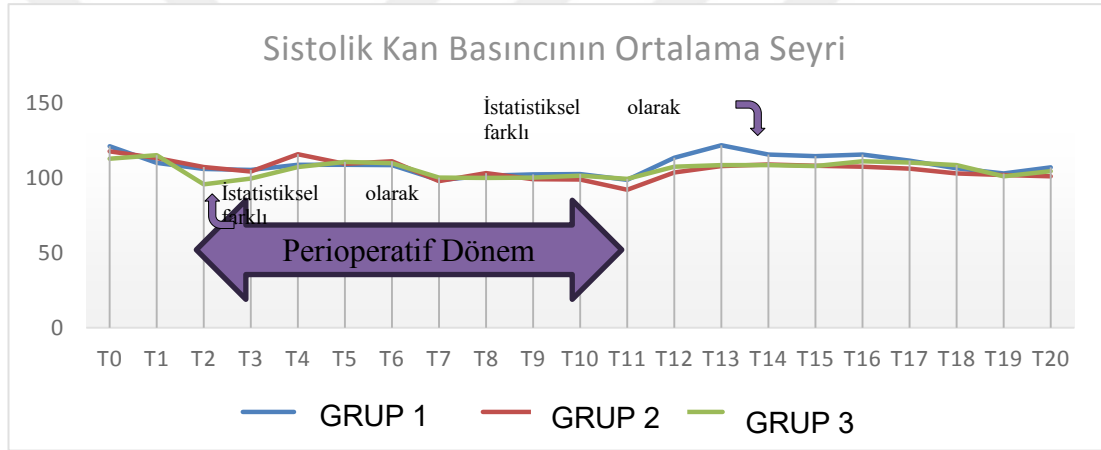 Sistolik Kan Basıncının Ortalama Seyri
150
İstatistiksel olarak
farklı
100
İstatistiksel olarak
farklı
50
Perioperatif Dönem
0
T0 T1 T2 T3 T4 T5 T6 T7 T8 T9 T10 T11 T12 T13 T14 T15 T16 T17 T18 T19 T20
GRUP 1 GRUP 2 GRUP 3